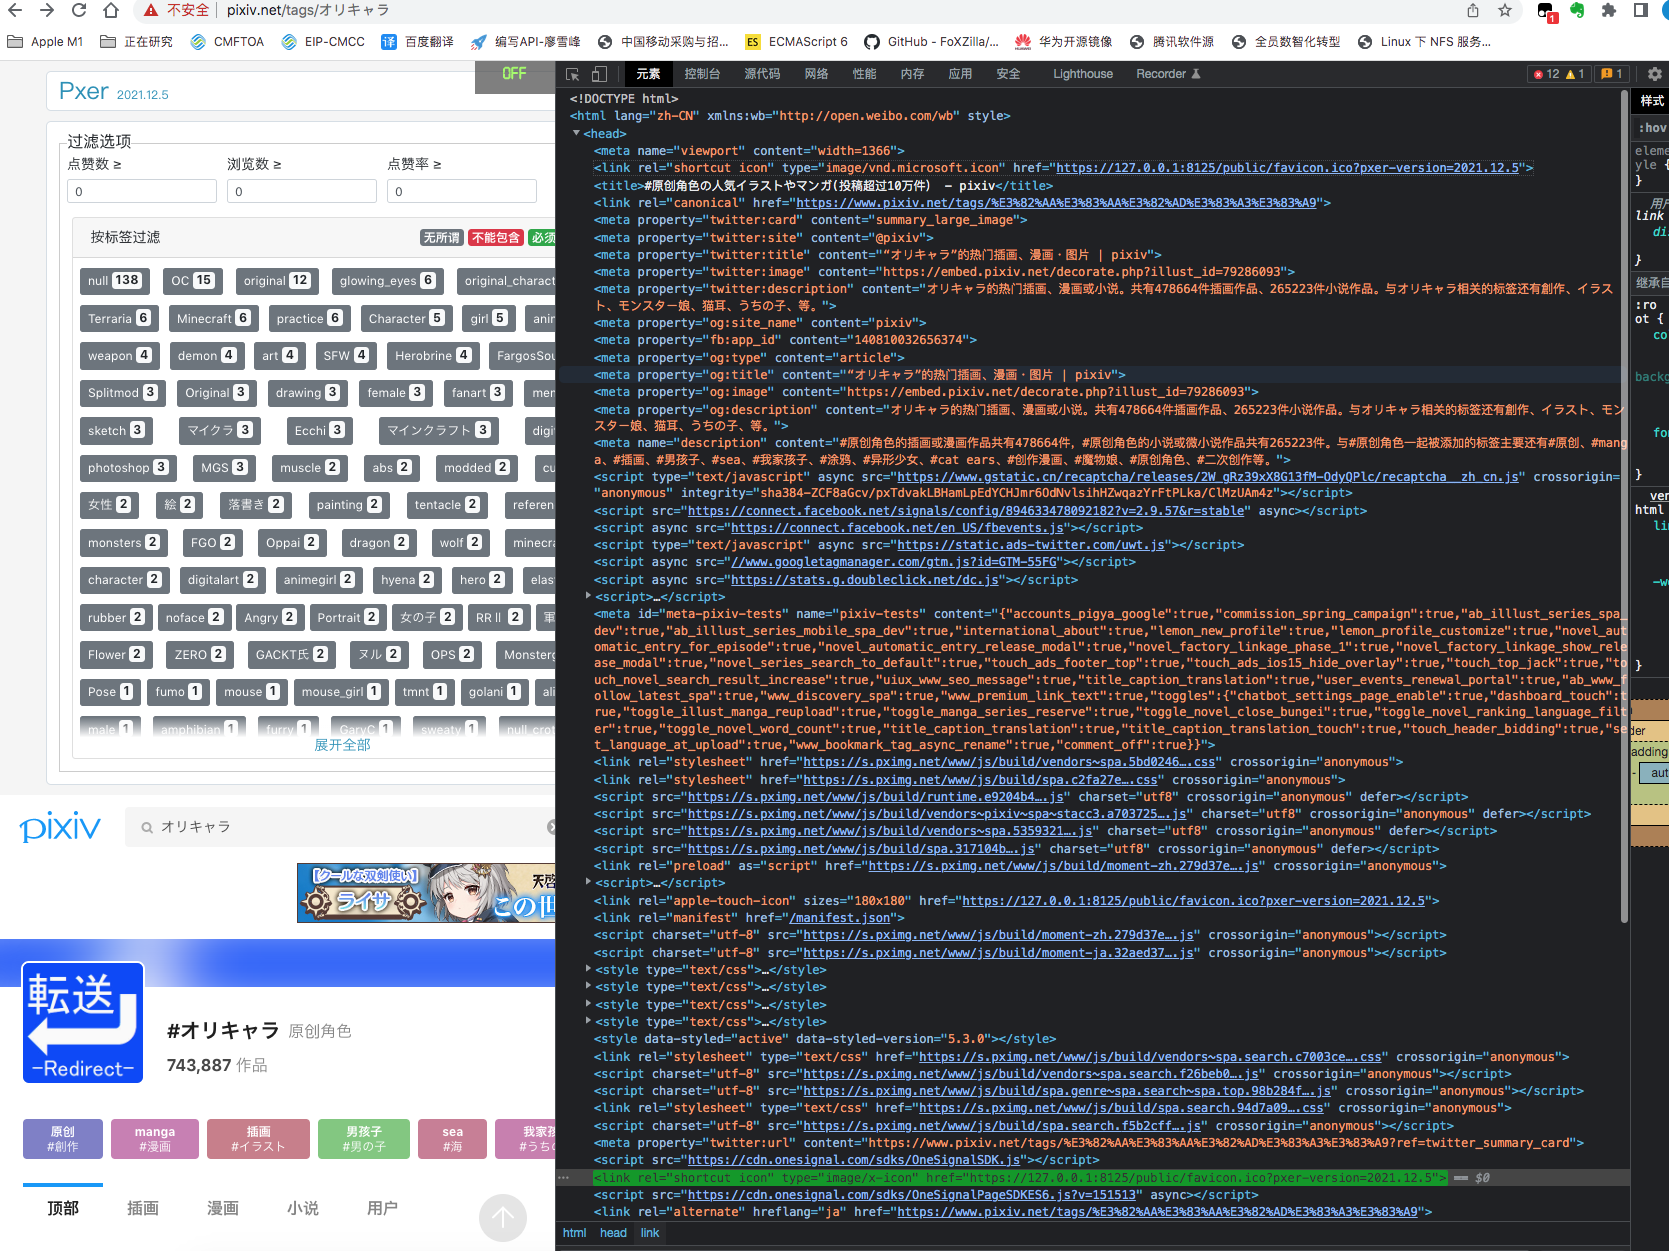 不安全 pixiv.net/tags/オリキャラ
Apple M1 正在研究 CMFTOA EIP-CMCC 译 百度翻译 编写API-廖雪峰 中国移动采购与招... ES ECMAScript 6 GitHub - FoXZilla/... 华为开源镜像 腾讯软件源 全员数智化转型 Linux 下 NFS 服务...
OFF
Pxer 2021.12.5
过滤选项
点赞数 ≥ 浏览数 ≥ 点赞率 ≥
0 0 0
按标签过滤 无所谓 不能包含 必须
null 138 OC 15 original 12 glowing_eyes 6 original_charact
Terraria 6 Minecraft 6 practice 6 Character 5 girl 5 anin
weapon 4 demon 4 art 4 SFW 4 Herobrine 4 FargosSou
Splitmod 3 Original 3 drawing 3 female 3 fanart 3 men
sketch 3 マイクラ 3 Ecchi 3 マインクラフト 3 digi
photoshop 3 MGS 3 muscle 2 abs 2 modded 2 cu
女性 2 絵 2 落書き 2 painting 2 tentacle 2 referen
monsters 2 FGO 2 Oppai 2 dragon 2 wolf 2 minecra
character 2 digitalart 2 animegirl 2 hyena 2 hero 2 elas
rubber 2 noface 2 Angry 2 Portrait 2 女の子 2 RRⅡ 2 軍
Flower 2 ZERO 2 GACKT氏 2 ヌル 2 OPS 2 Monsterg
Pose 1 fumo 1 mouse 1 mouse_girl 1 tmnt 1 golani 1 ali
male 1 amphibian 1 furry 1 GaryC 1 sweaty 1 null_crot
展开全部
pixiv オリキャラ
【クールな双剣使い】
ライサ
天啓
この世
転送
-Redirect-
#オリキャラ 原创角色
743,887 作品
原创 manga 插画 男孩子 sea 我家孩
#創作 #漫画 #イラスト #男の子 #海 #うちの
顶部 插画 漫画 小说 用户
元素 控制台 源代码 网络 性能 内存 应用 安全 Lighthouse Recorder 12 1 1
<!DOCTYPE html>
<html lang="zh-CN" xmlns:wb="http://open.weibo.com/wb" style>
<head>
<meta name="viewport" content="width=1366">
<link rel="shortcut icon" type="image/vnd.microsoft.icon" href="https://127.0.0.1:8125/public/favicon.ico?pxer-version=2021.12.5">
<title>#原创角色の人気イラストやマンガ(投稿超过10万件) - pixiv</title>
<link rel="canonical" href="https://www.pixiv.net/tags/%E3%82%AA%E3%83%AA%E3%82%AD%E3%83%A3%E3%83%A9">
<meta property="twitter:card" content="summary_large_image">
<meta property="twitter:site" content="@pixiv">
<meta property="twitter:title" content="“オリキャラ”的热门插画、漫画・图片 | pixiv">
<meta property="twitter:image" content="https://embed.pixiv.net/decorate.php?illust_id=79286093">
<meta property="twitter:description" content="オリキャラ的热门插画、漫画或小说。共有478664件插画作品、265223件小说作品。与オリキャラ相关的标签还有創作、イラス
ト、モンスター娘、猫耳、うちの子、等。">
<meta property="og:site_name" content="pixiv">
<meta property="fb:app_id" content="140810032656374">
<meta property="og:type" content="article">
<meta property="og:title" content="“オリキャラ”的热门插画、漫画・图片 | pixiv">
<meta property="og:image" content="https://embed.pixiv.net/decorate.php?illust_id=79286093">
<meta property="og:description" content="オリキャラ的热门插画、漫画或小说。共有478664件插画作品、265223件小说作品。与オリキャラ相关的标签还有創作、イラスト、モン
スター娘、猫耳、うちの子、等。">
<meta name="description" content="#原创角色的插画或漫画作品共有478664件，#原创角色的小说或微小说作品共有265223件。与#原创角色一起被添加的标签主要还有#原创、#mang
a、#插画、#男孩子、#sea、#我家孩子、#涂鸦、#异形少女、#cat ears、#创作漫画、#魔物娘、#原创角色、#二次创作等。">
<script type="text/javascript" async src="https://www.gstatic.cn/recaptcha/releases/2W_gRz39xX8G13fM-OdyQPlc/recaptcha__zh_cn.js" crossorigin=
"anonymous" integrity="sha384-ZCF8aGcv/pxTdvakLBHamLpEdYCHJmr6OdNvlsihHZwqazYrFtPLka/ClMzUAm4z"></script>
<script src="https://connect.facebook.net/signals/config/894633478092182?v=2.9.57&r=stable" async></script>
<script async src="https://connect.facebook.net/en_US/fbevents.js"></script>
<script type="text/javascript" async src="https://static.ads-twitter.com/uwt.js"></script>
<script async src="//www.googletagmanager.com/gtm.js?id=GTM-55FG"></script>
<script async src="https://stats.g.doubleclick.net/dc.js"></script>
<script>…</script>
<meta id="meta-pixiv-tests" name="pixiv-tests" content="{"accounts_pigya_google":true,"commission_spring_campaign":true,"ab_illlust_series_spa_
dev":true,"ab_illlust_series_mobile_spa_dev":true,"international_about":true,"lemon_new_profile":true,"lemon_profile_customize":true,"novel_aut
omatic_entry_for_episode":true,"novel_automatic_entry_release_modal":true,"novel_factory_linkage_phase_1":true,"novel_factory_linkage_show_rele
ase_modal":true,"novel_series_search_to_default":true,"touch_ads_footer_top":true,"touch_ads_ios15_hide_overlay":true,"touch_top_jack":true,"to
uch_novel_search_result_increase":true,"uiux_www_seo_message":true,"title_caption_translation":true,"user_events_renewal_portal":true,"ab_www_f
ollow_latest_spa":true,"www_discovery_spa":true,"www_premium_link_text":true,"toggles":{"chatbot_settings_page_enable":true,"dashboard_touch":t
rue,"toggle_illust_manga_reupload":true,"toggle_manga_series_reserve":true,"toggle_novel_close_bungei":true,"toggle_novel_ranking_language_filt
er":true,"toggle_novel_word_count":true,"title_caption_translation":true,"title_caption_translation_touch":true,"touch_header_bidding":true,"se
t_language_at_upload":true,"www_bookmark_tag_async_rename":true,"comment_off":true}}">
<link rel="stylesheet" href="https://s.pximg.net/www/js/build/vendors~spa.5bd0246….css" crossorigin="anonymous">
<link rel="stylesheet" href="https://s.pximg.net/www/js/build/spa.c2fa27e….css" crossorigin="anonymous">
<script src="https://s.pximg.net/www/js/build/runtime.e9204b4….js" charset="utf8" crossorigin="anonymous" defer></script>
<script src="https://s.pximg.net/www/js/build/vendors~pixiv~spa~stacc3.a703725….js" charset="utf8" crossorigin="anonymous" defer></script>
<script src="https://s.pximg.net/www/js/build/vendors~spa.5359321….js" charset="utf8" crossorigin="anonymous" defer></script>
<script src="https://s.pximg.net/www/js/build/spa.317104b….js" charset="utf8" crossorigin="anonymous" defer></script>
<link rel="preload" as="script" href="https://s.pximg.net/www/js/build/moment-zh.279d37e….js" crossorigin="anonymous">
<script>…</script>
<link rel="apple-touch-icon" sizes="180x180" href="https://127.0.0.1:8125/public/favicon.ico?pxer-version=2021.12.5">
<link rel="manifest" href="/manifest.json">
<script charset="utf-8" src="https://s.pximg.net/www/js/build/moment-zh.279d37e….js" crossorigin="anonymous"></script>
<script charset="utf-8" src="https://s.pximg.net/www/js/build/moment-ja.32aed37….js" crossorigin="anonymous"></script>
<style type="text/css">…</style>
<style type="text/css">…</style>
<style type="text/css">…</style>
<style type="text/css">…</style>
<style data-styled="active" data-styled-version="5.3.0"></style>
<link rel="stylesheet" type="text/css" href="https://s.pximg.net/www/js/build/vendors~spa.search.c7003ce….css" crossorigin="anonymous">
<script charset="utf-8" src="https://s.pximg.net/www/js/build/vendors~spa.search.f26beb0….js" crossorigin="anonymous"></script>
<script charset="utf-8" src="https://s.pximg.net/www/js/build/spa.genre~spa.search~spa.top.98b284f….js" crossorigin="anonymous"></script>
<link rel="stylesheet" type="text/css" href="https://s.pximg.net/www/js/build/spa.search.94d7a09….css" crossorigin="anonymous">
<script charset="utf-8" src="https://s.pximg.net/www/js/build/spa.search.f5b2cff….js" crossorigin="anonymous"></script>
<meta property="twitter:url" content="https://www.pixiv.net/tags/%E3%82%AA%E3%83%AA%E3%82%AD%E3%83%A3%E3%83%A9?ref=twitter_summary_card">
<script src="https://cdn.onesignal.com/sdks/OneSignalSDK.js"></script>
<link rel="shortcut icon" type="image/x-icon" href="https://127.0.0.1:8125/public/favicon.ico?pxer-version=2021.12.5"> == $0
<script src="https://cdn.onesignal.com/sdks/OneSignalPageSDKES6.js?v=151513" async></script>
<link rel="alternate" hreflang="ja" href="https://www.pixiv.net/tags/%E3%82%AA%E3%83%AA%E3%82%AD%E3%83%A3%E3%83%A9">
html head link
样式
:hov
eleme
yle {
}
用户
link
di
}
继承自
:ro
ot {
co
backg
fo
}
ver
html
lin
-we
}
der
adding
aut